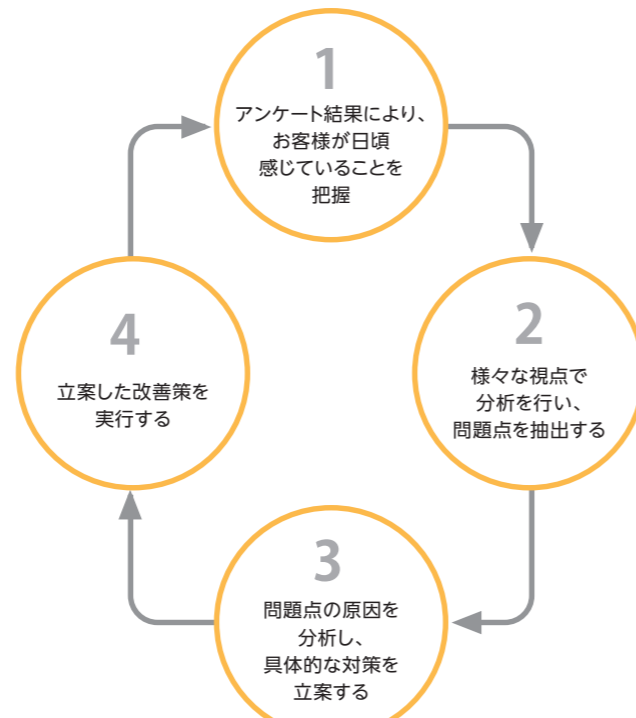 1
アンケート結果により、
お客様が日頃
感じていることを
把握
2
様々な視点で
分析を行い、
問題点を抽出する
3
問題点の原因を
分析し、
具体的な対策を
立案する
4
立案した改善策を
実行する